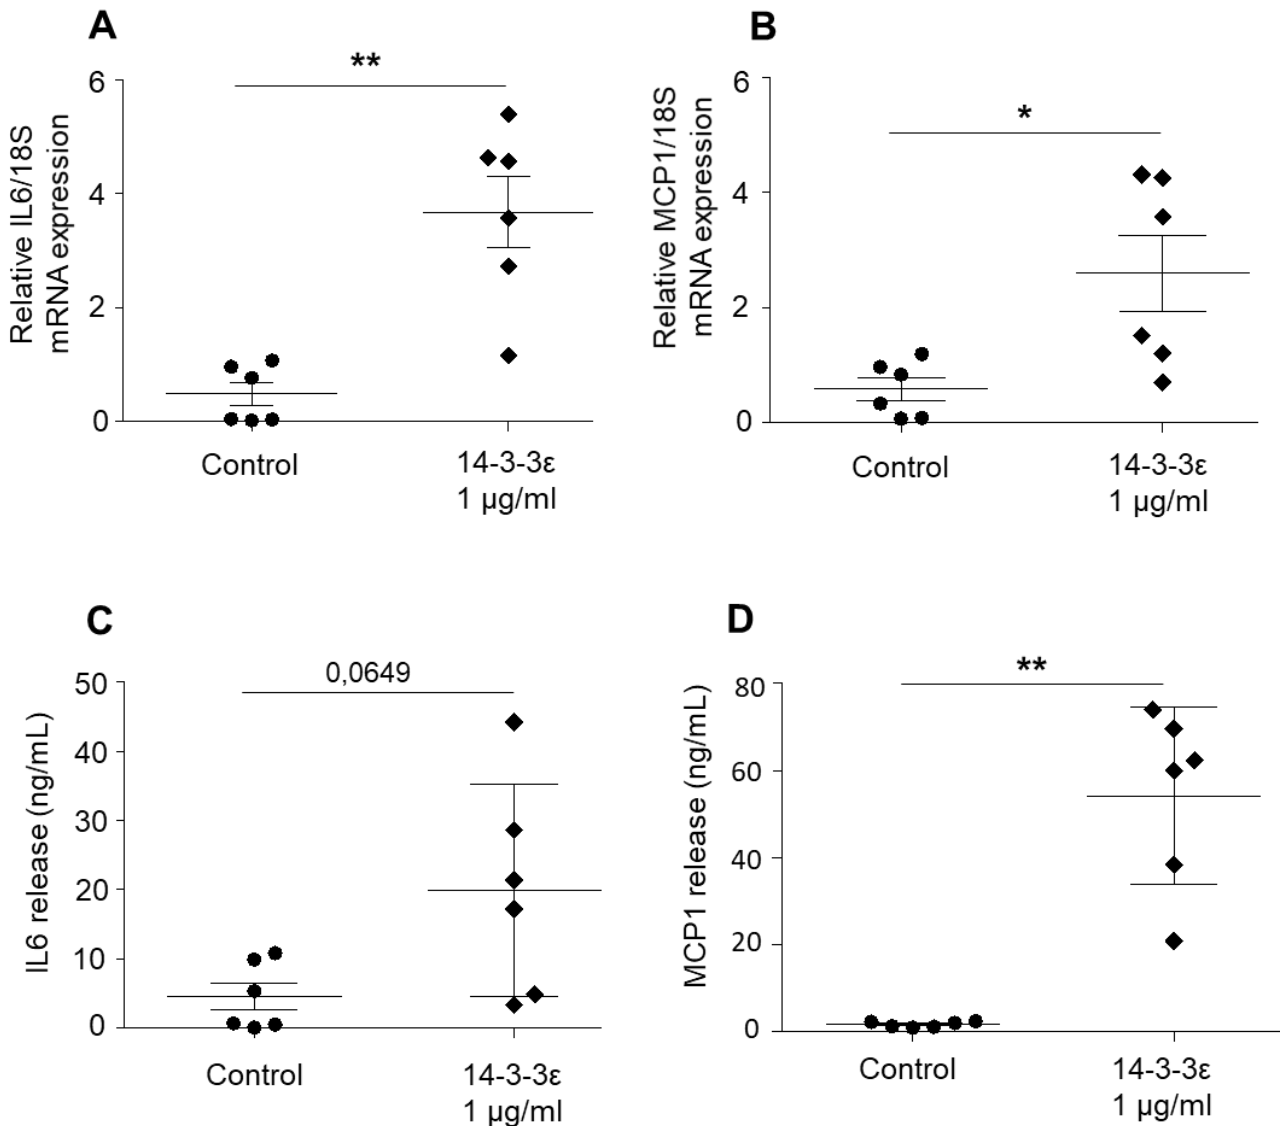 A
**
Relative IL6/18S
mRNA expression
6
4
2
0
Control
14-3-3ε
1 µg/ml
B
*
Relative MCP1/18S
mRNA expression
6
4
2
0
Control
14-3-3ε
1 µg/ml
C
0,0649
IL6 release (ng/mL)
50
40
30
20
10
0
Control
14-3-3ε
1 µg/ml
D
**
MCP1 release (ng/mL)
80
60
40
20
0
Control
14-3-3ε
1 µg/ml